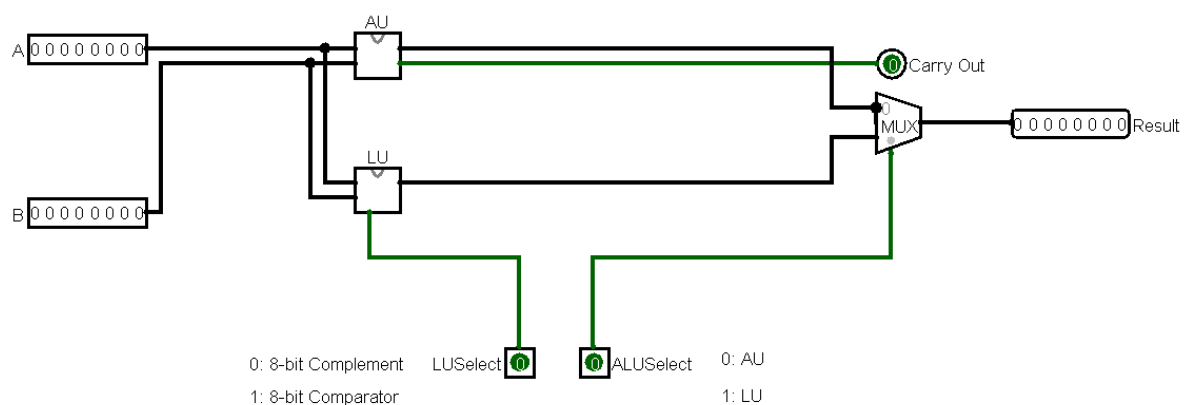 AU
A 0 0 0 0 0 0 0 0
0 Carry Out
0
MUX
0 0 0 0 0 0 0 0 Result
LU
B 0 0 0 0 0 0 0 0
0: 8-bit Complement LUSelect 0 0 ALUSelect 0: AU
1: 8-bit Comparator 1: LU